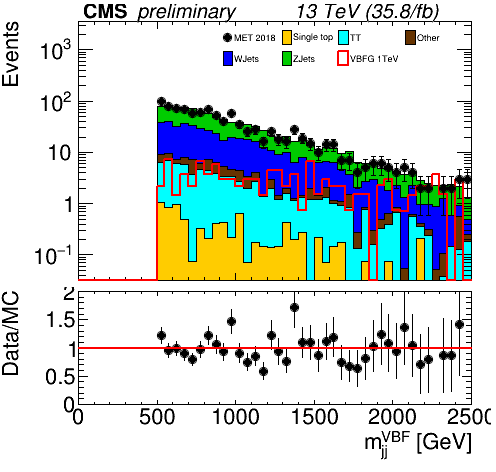 CMS preliminary 13 TeV (35.8/fb)
Events
MET 2018 Single top TT Other
WJets ZJets VBFG 1TeV
10³
10²
10
1
10⁻¹
Data/MC
2
1.5
1
0.5
0
0 500 1000 1500 2000 2500
m_jj^VBF [GeV]